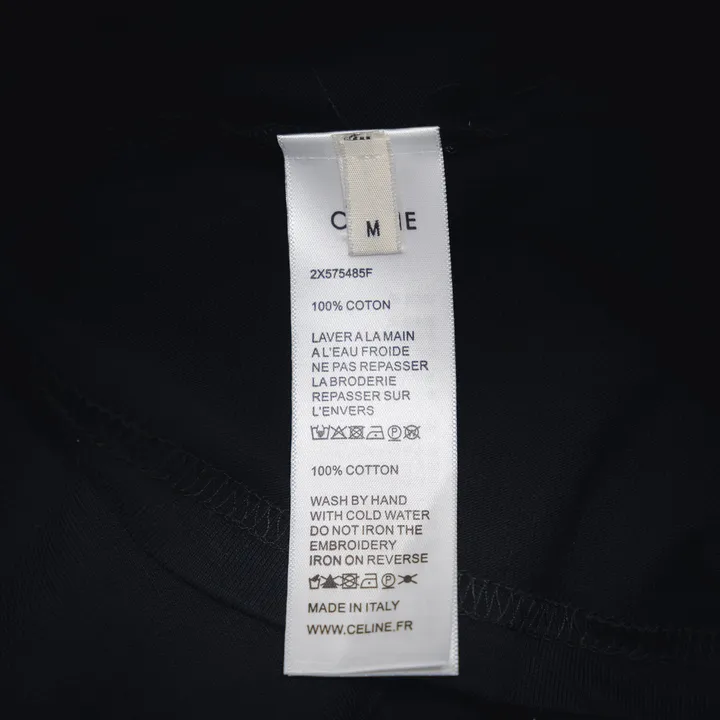 M
2X575485F
100% COTON
LAVER A LA MAIN
A L'EAU FROIDE
NE PAS REPASSER
LA BRODERIE
REPASSER SUR
L'ENVERS
100% COTTON
WASH BY HAND
WITH COLD WATER
DO NOT IRON THE
EMBROIDERY
IRON ON REVERSE
MADE IN ITALY
WWW.CELINE.FR